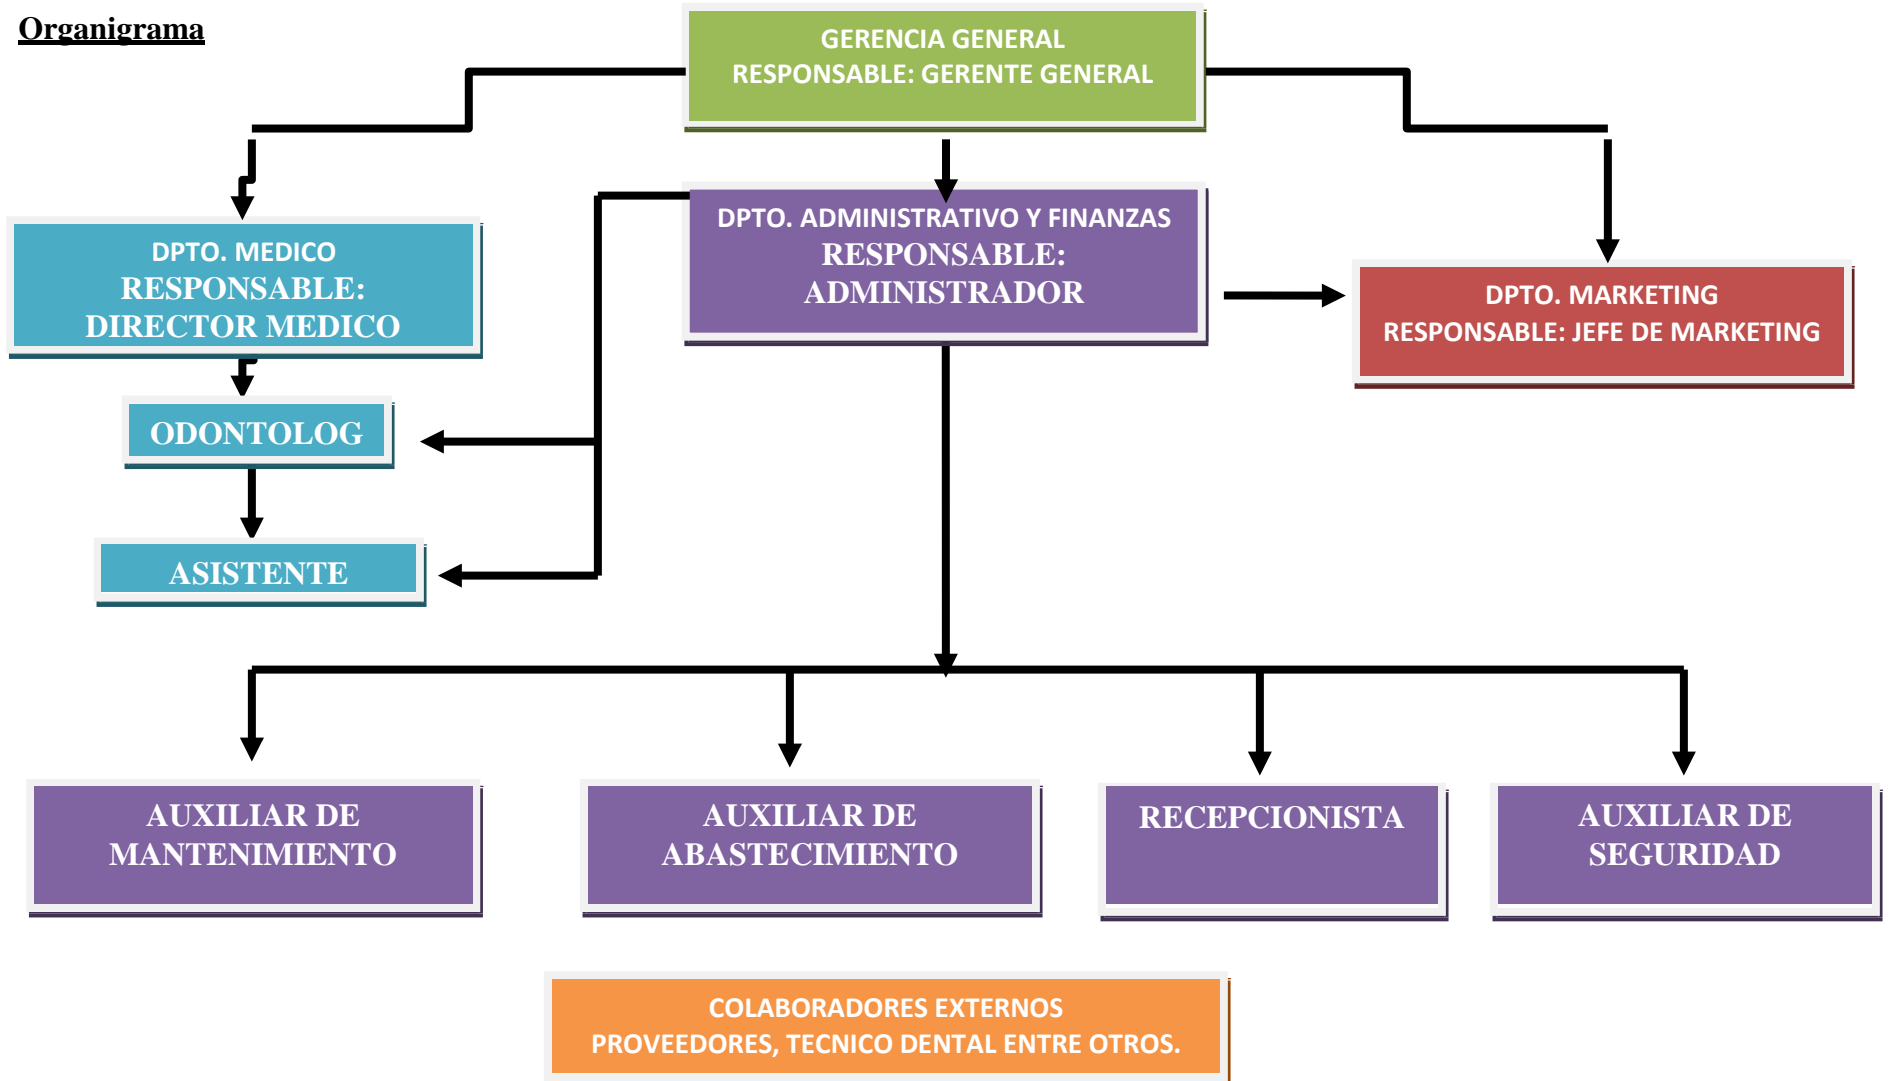 Organigrama
GERENCIA GENERAL
RESPONSABLE: GERENTE GENERAL
DPTO. MEDICO
RESPONSABLE:
DIRECTOR MEDICO
DPTO. ADMINISTRATIVO Y FINANZAS
RESPONSABLE:
ADMINISTRADOR
DPTO. MARKETING
RESPONSABLE: JEFE DE MARKETING
ODONTOLOG
ASISTENTE
AUXILIAR DE
MANTENIMIENTO
AUXILIAR DE
ABASTECIMIENTO
RECEPCIONISTA
AUXILIAR DE
SEGURIDAD
COLABORADORES EXTERNOS
PROVEEDORES, TECNICO DENTAL ENTRE OTROS.